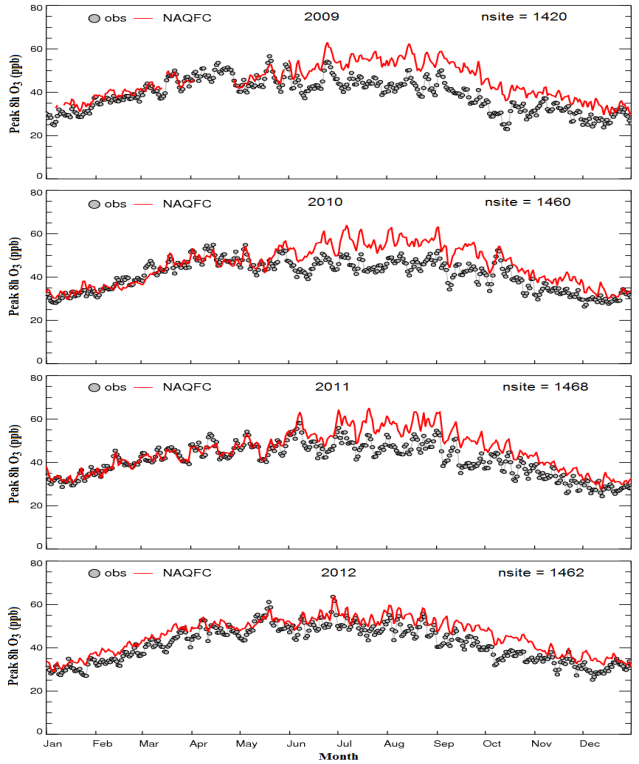 80
obs NAQFC 2009 nsite = 1420
60
40
20
0
Peak 8h O3 (ppb)
80
obs NAQFC 2010 nsite = 1460
60
40
20
0
Peak 8h O3 (ppb)
80
obs NAQFC 2011 nsite = 1468
60
40
20
0
Peak 8h O3 (ppb)
80
obs NAQFC 2012 nsite = 1462
60
40
20
0
Peak 8h O3 (ppb)
Jan Feb Mar Apr May Jun Jul Aug Sep Oct Nov Dec
Month